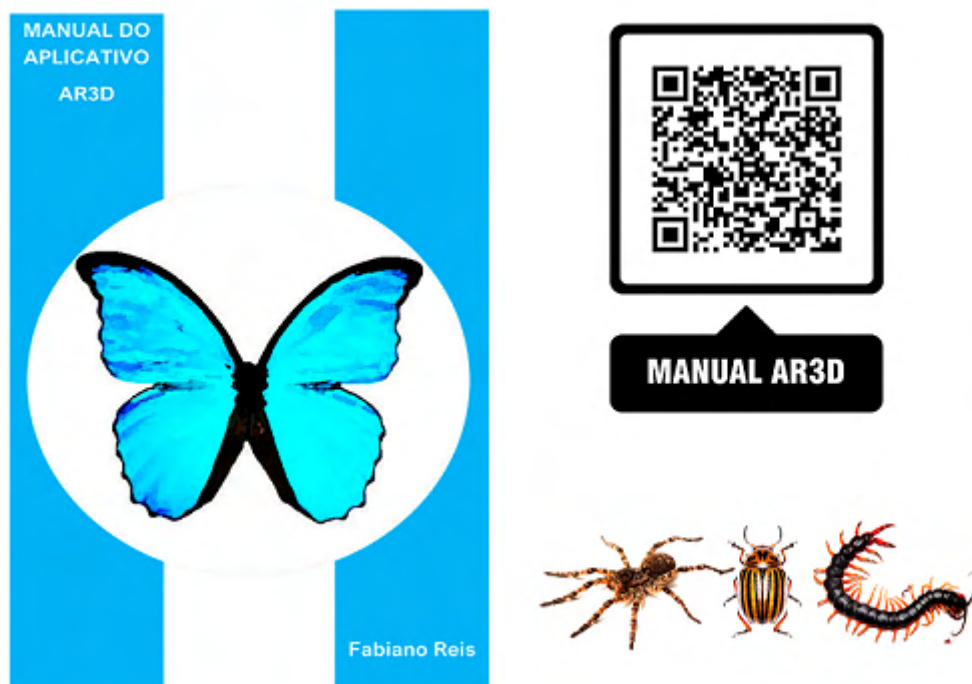 MANUAL DO
APLICATIVO
AR3D
Fabiano Reis
MANUAL AR3D